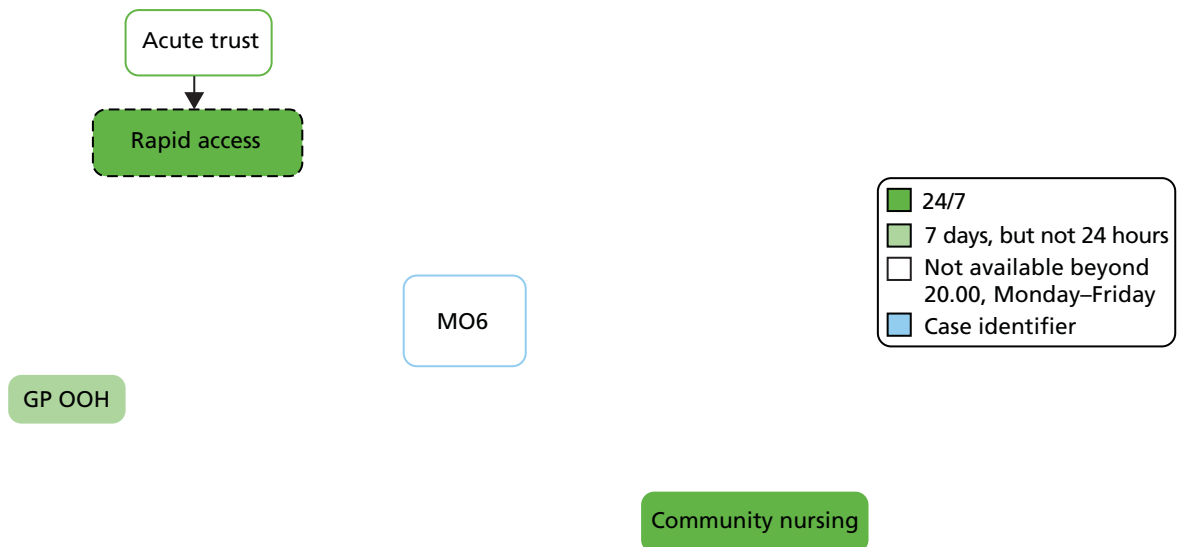 Acute trust
Rapid access
24/7
7 days, but not 24 hours
Not available beyond
20.00, Monday–Friday
Case identifier
MO6
GP OOH
Community nursing